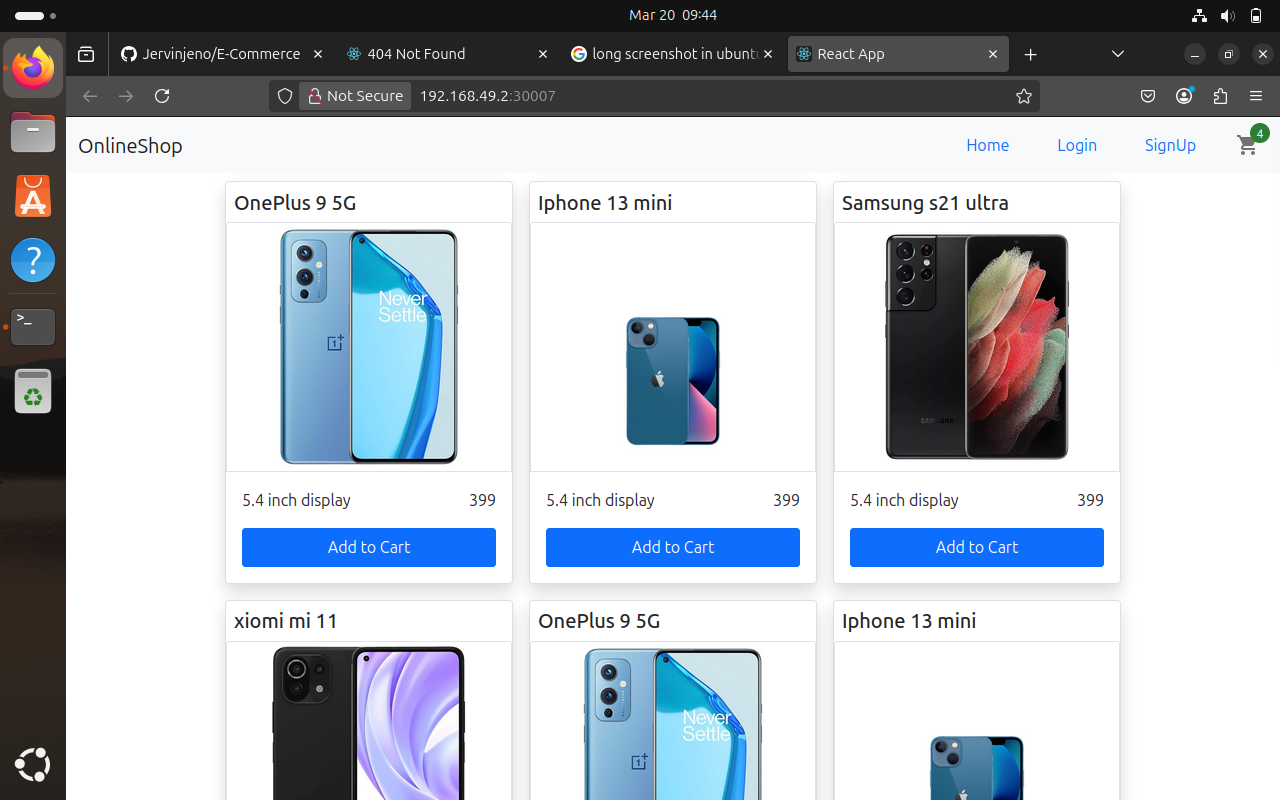 Mar 20 09:44
Jervinjeno/E-Commerce
404 Not Found
long screenshot in ubuntu
React App
Not Secure
192.168.49.2:30007
OnlineShop
Home
Login
SignUp
4
OnePlus 9 5G
Iphone 13 mini
Samsung s21 ultra
Never
Settle
SAMSUNG
5.4 inch display 399
5.4 inch display 399
5.4 inch display 399
Add to Cart
Add to Cart
Add to Cart
xiomi mi 11
OnePlus 9 5G
Iphone 13 mini
Never
Settle